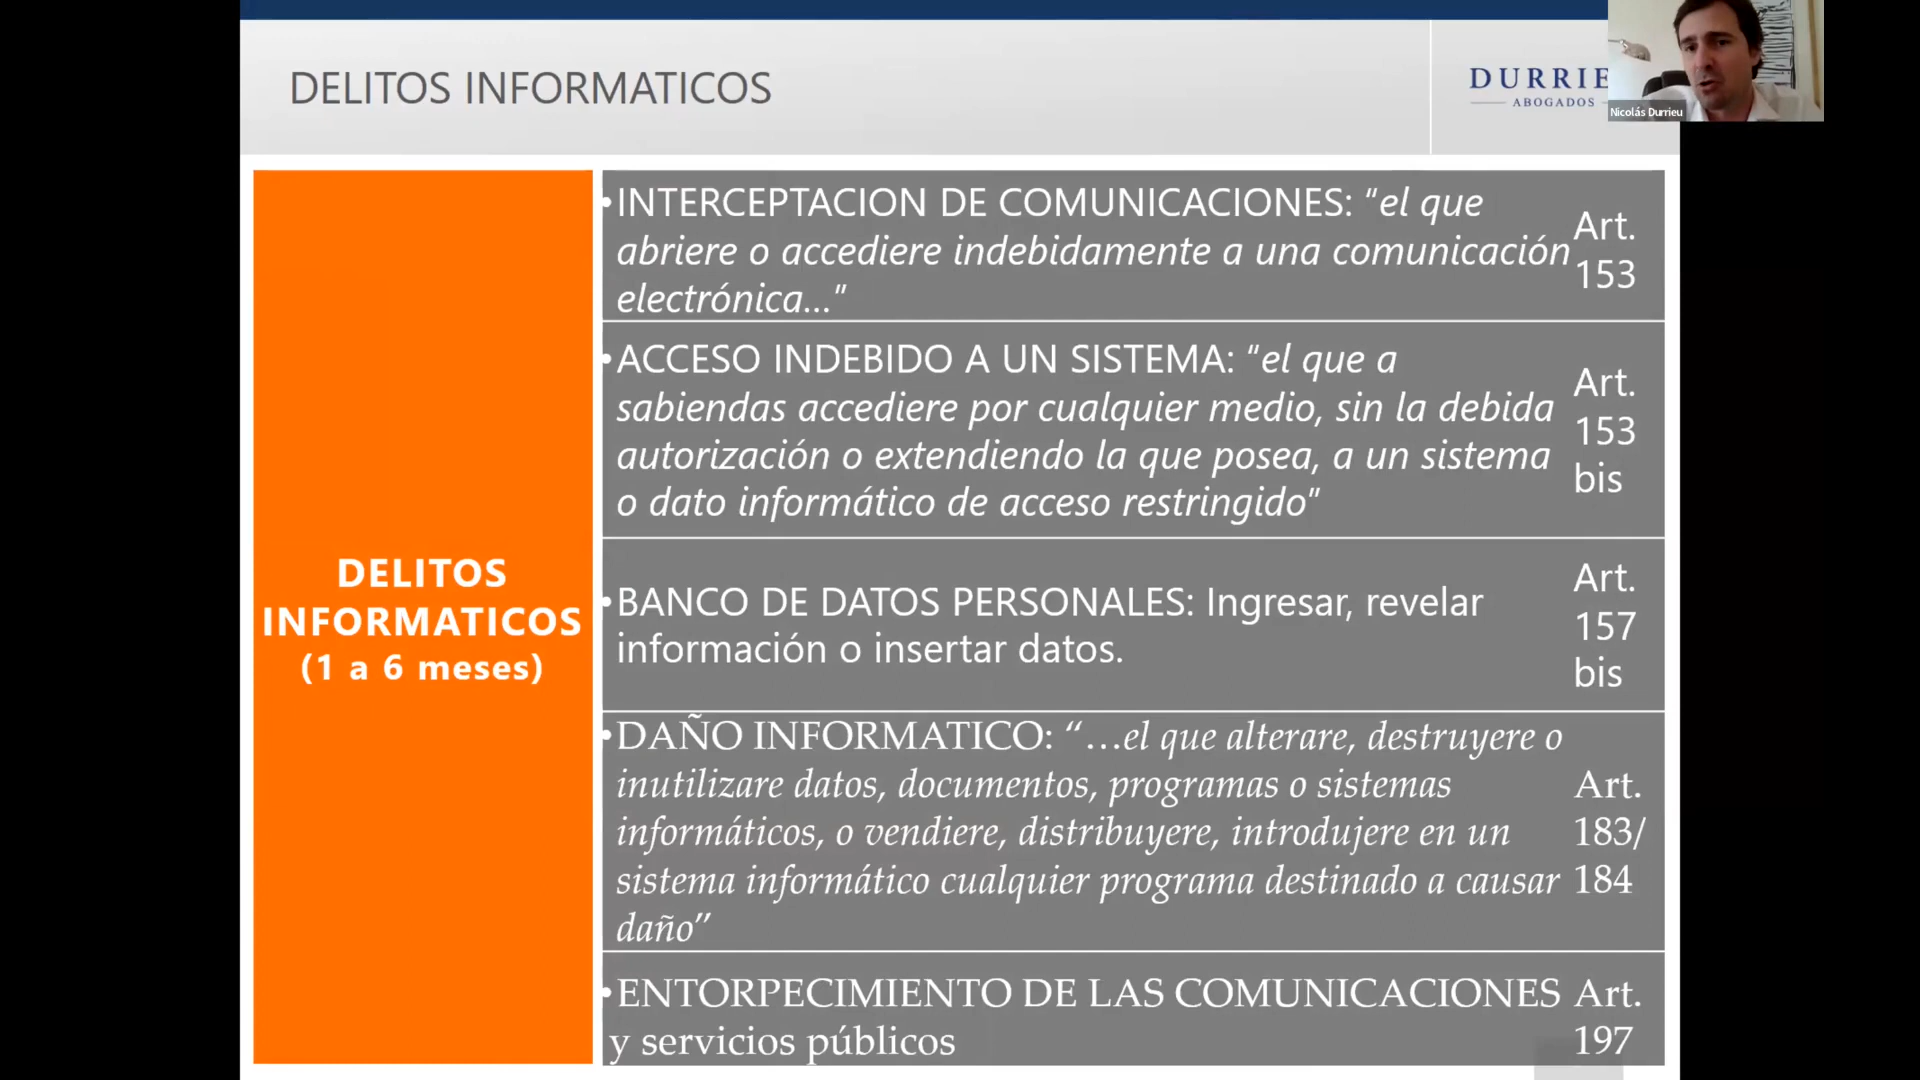 DELITOS INFORMATICOS
DURRIE
ABOGADOS
Nicolás Durrieu
DELITOS
INFORMATICOS
(1 a 6 meses)
•INTERCEPTACION DE COMUNICACIONES: “el que
abriere o accediere indebidamente a una comunicación
electrónica…”
Art.
153
•ACCESO INDEBIDO A UN SISTEMA: “el que a
sabiendas accediere por cualquier medio, sin la debida
autorización o extendiendo la que posea, a un sistema
o dato informático de acceso restringido”
Art.
153
bis
•BANCO DE DATOS PERSONALES: Ingresar, revelar
información o insertar datos.
Art.
157
bis
•DAÑO INFORMATICO: “…el que alterare, destruyere o
inutilizare datos, documentos, programas o sistemas
informáticos, o vendiere, distribuyere, introdujere en un
sistema informático cualquier programa destinado a causar
daño”
Art.
183/
184
•ENTORPECIMIENTO DE LAS COMUNICACIONES
y servicios públicos
Art.
197